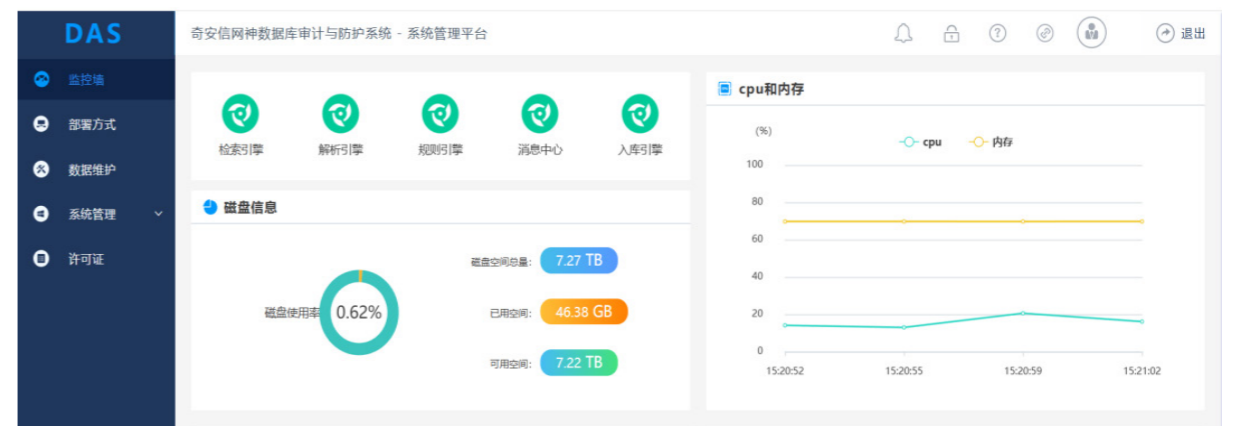 DAS
奇安信网神数据库审计与防护系统 - 系统管理平台
退出
监控墙
部署方式
数据维护
系统管理
许可证
检索引擎
解析引擎
规则引擎
消息中心
入库引擎
磁盘信息
磁盘使用率
0.62%
磁盘空间总量: 7.27 TB
已用空间: 46.38 GB
可用空间: 7.22 TB
cpu和内存
(%)
cpu 内存
100
80
60
40
20
0
15:20:52 15:20:55 15:20:59 15:21:02